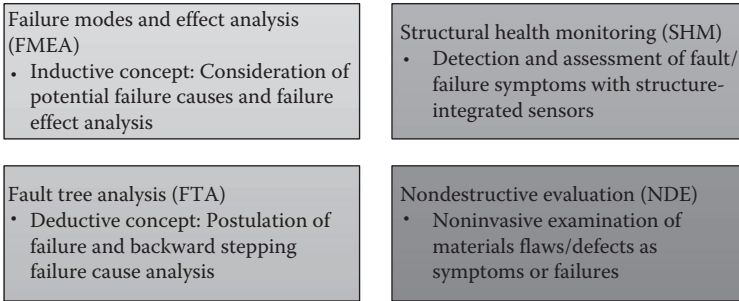 Failure modes and effect analysis
(FMEA)
• Inductive concept: Consideration of
potential failure causes and failure
effect analysis
Structural health monitoring (SHM)
• Detection and assessment of fault/
failure symptoms with structure-
integrated sensors
Fault tree analysis (FTA)
• Deductive concept: Postulation of
failure and backward stepping
failure cause analysis
Nondestructive evaluation (NDE)
• Noninvasive examination of
materials flaws/defects as
symptoms or failures